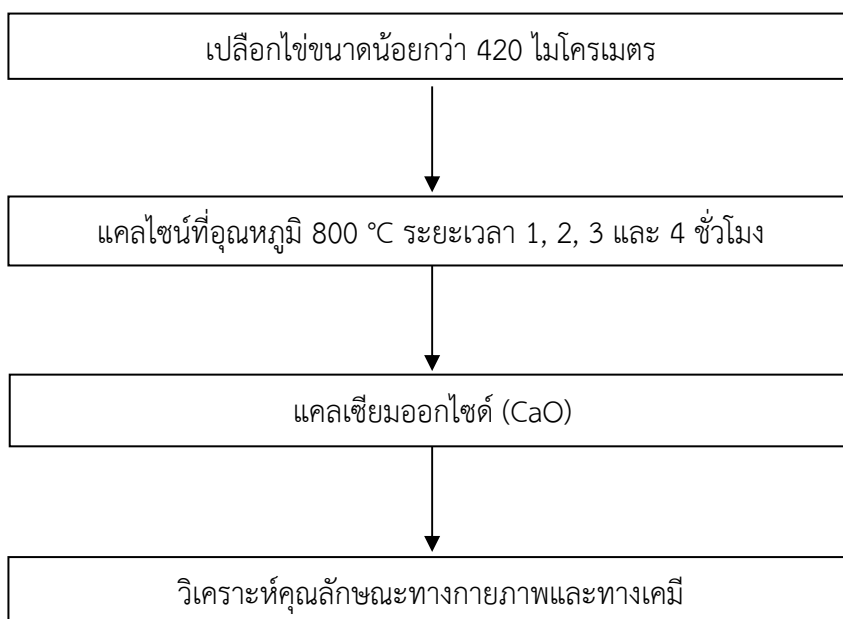 เปลือกไข่ขนาดน้อยกว่า 420 ไมโครเมตร
แคลไซน์ที่อุณหภูมิ 800 °C ระยะเวลา 1, 2, 3 และ 4 ชั่วโมง
แคลเซียมออกไซด์ (CaO)
วิเคราะห์คุณลักษณะทางกายภาพและทางเคมี